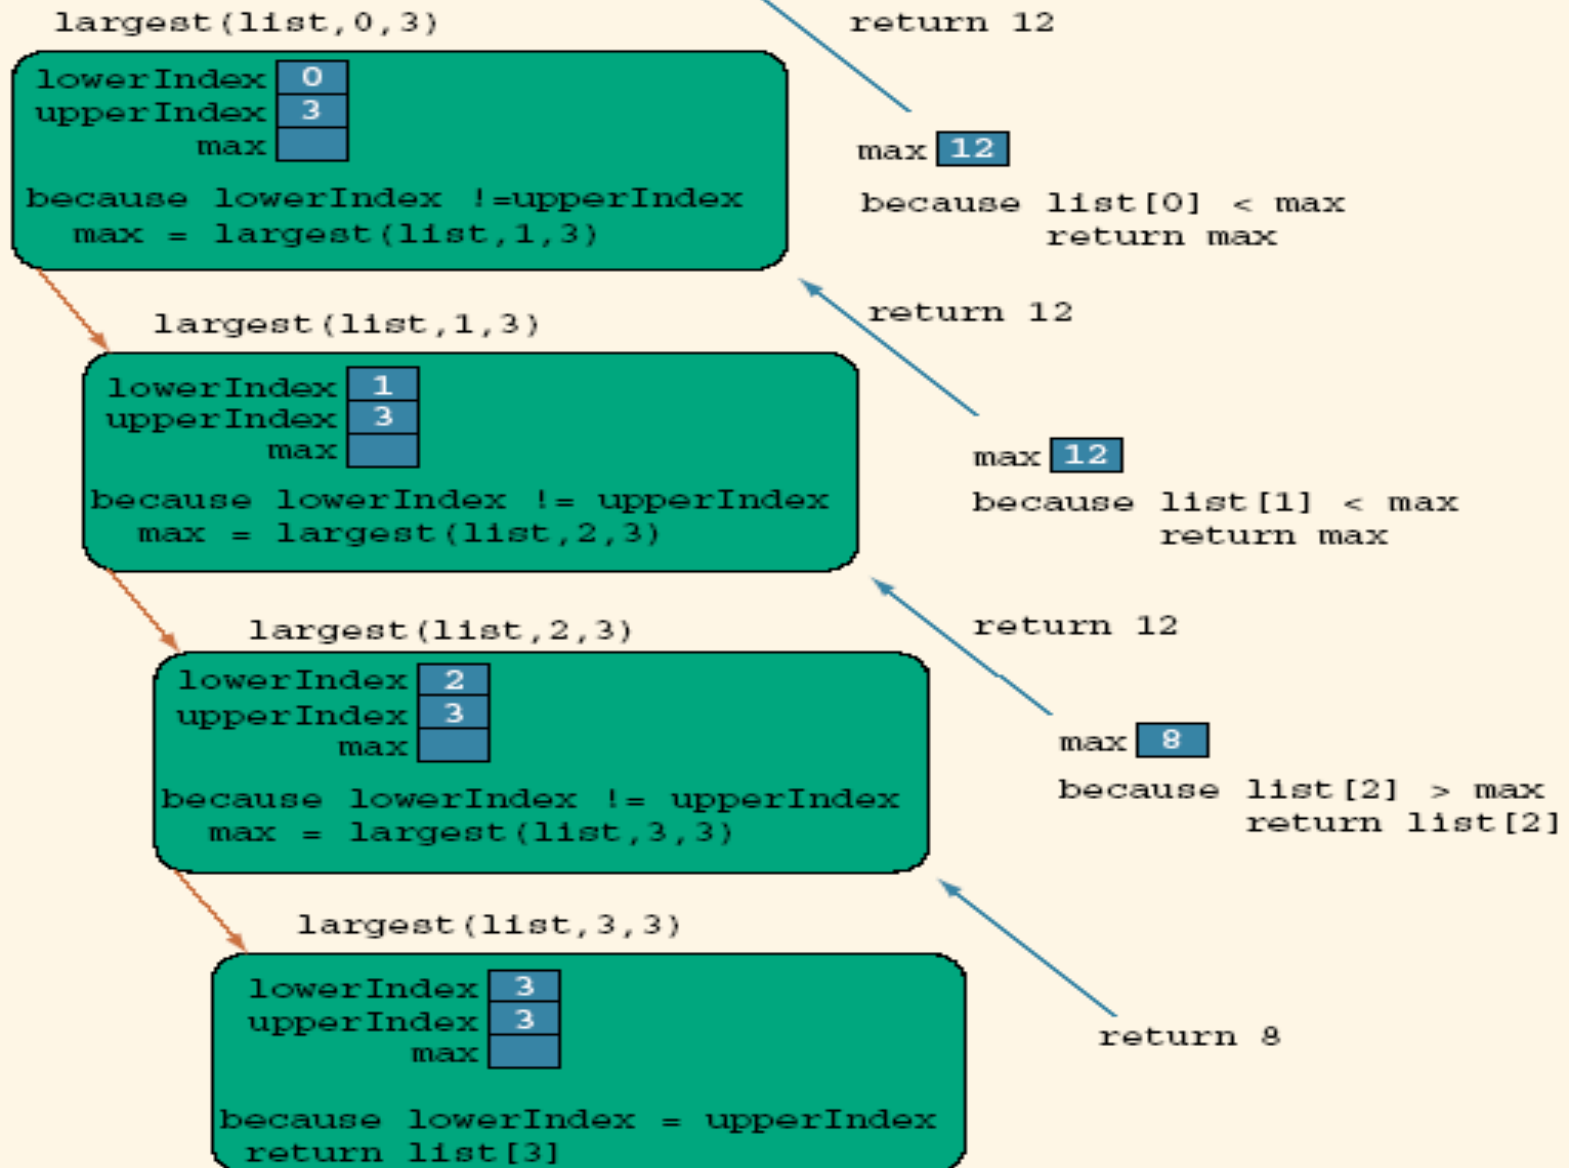 largest(list,0,3)
return 12
lowerIndex 0
upperIndex 3
max
because lowerIndex !=upperIndex
max = largest(list,1,3)
max 12
because list[0] < max
return max
return 12
largest(list,1,3)
lowerIndex 1
upperIndex 3
max
because lowerIndex != upperIndex
max = largest(list,2,3)
max 12
because list[1] < max
return max
return 12
largest(list,2,3)
lowerIndex 2
upperIndex 3
max
because lowerIndex != upperIndex
max = largest(list,3,3)
max 8
because list[2] > max
return list[2]
largest(list,3,3)
lowerIndex 3
upperIndex 3
max
because lowerIndex = upperIndex
return list[3]
return 8